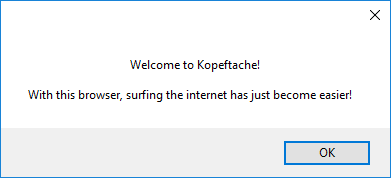 Welcome to Kopeftache!
With this browser, surfing the internet has just become easier!
OK